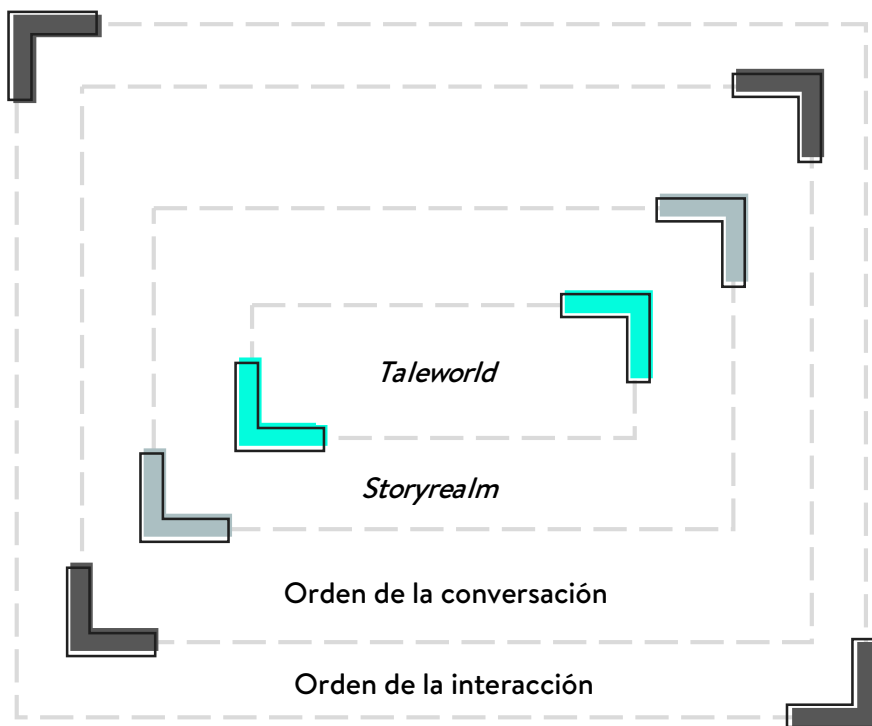 Taleworld
Storyrealm
Orden de la conversación
Orden de la interacción